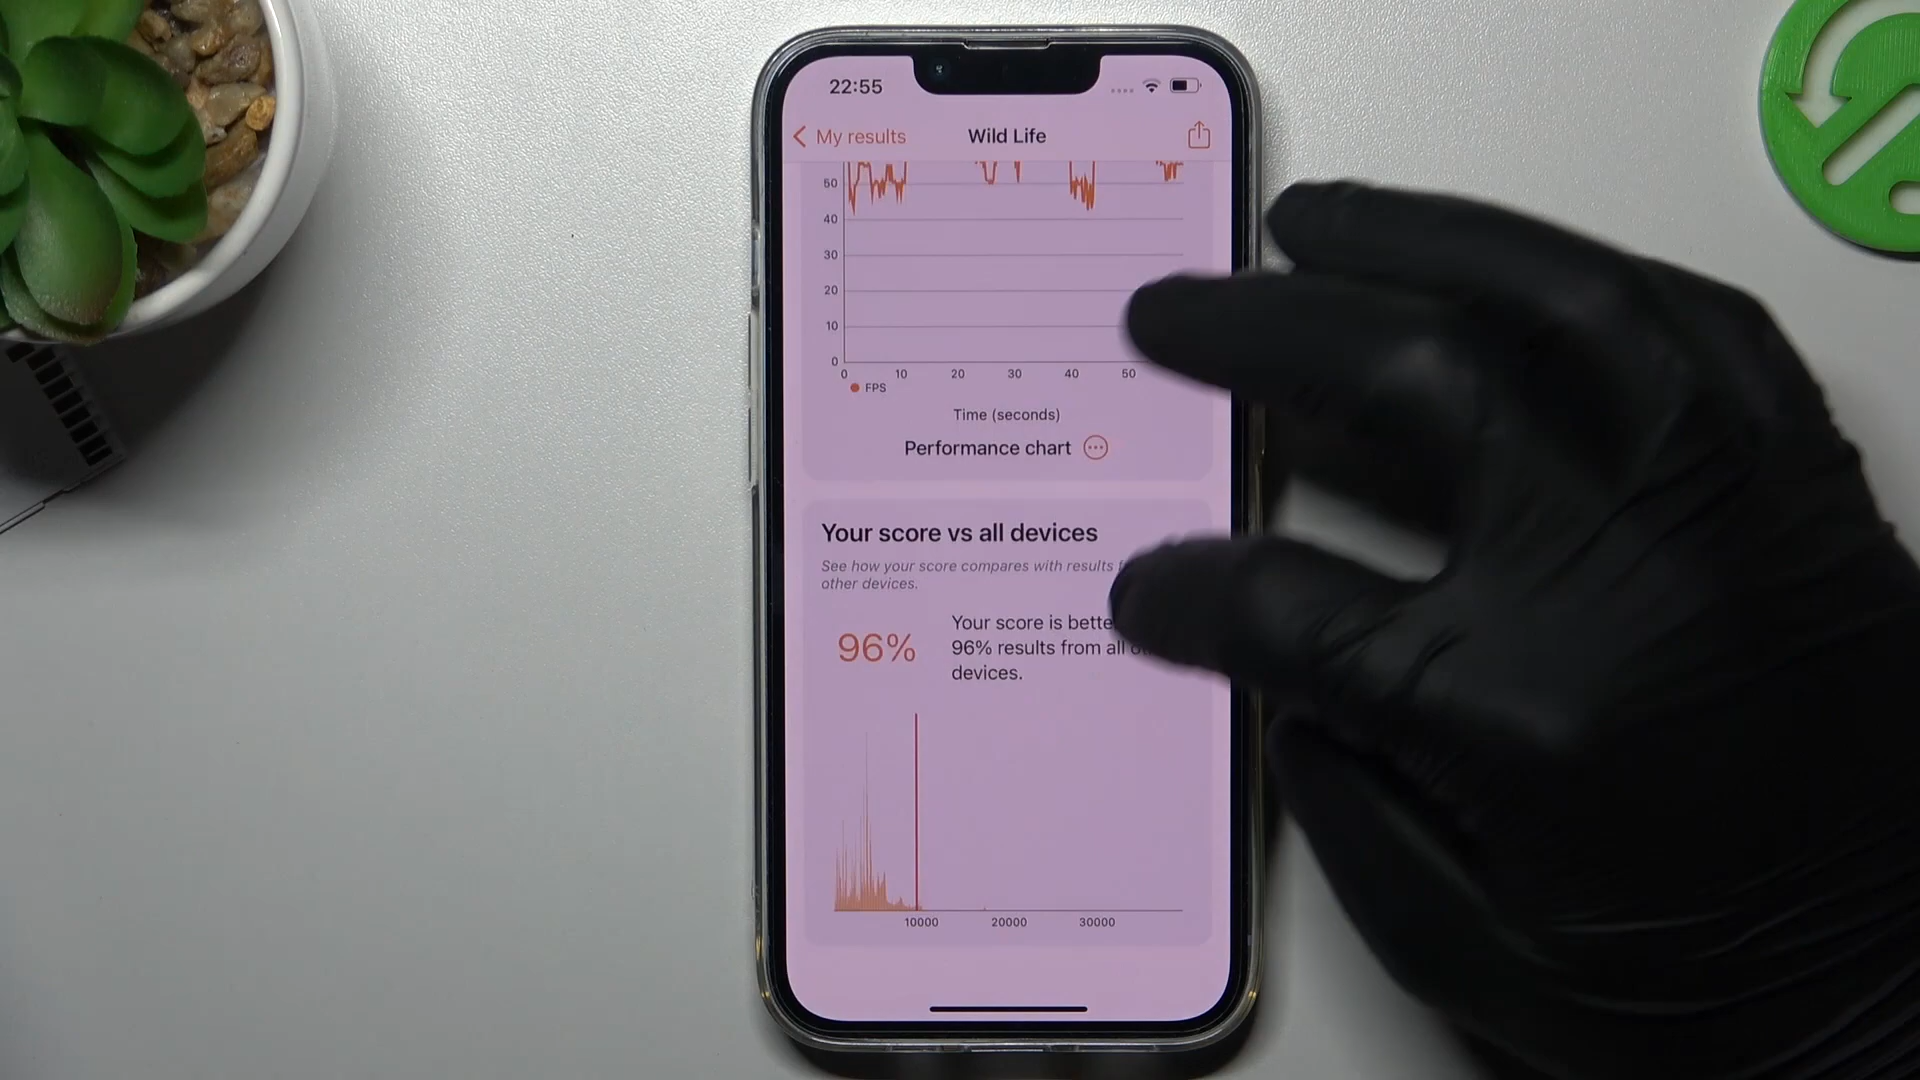 22:55
My results
Wild Life
50
40
30
20
10
0
0 10 20 30 40 50
FPS
Time (seconds)
Performance chart
Your score vs all devices
See how your score compares with results
other devices.
96%
Your score is
96% results from all
devices.
10000 20000 30000